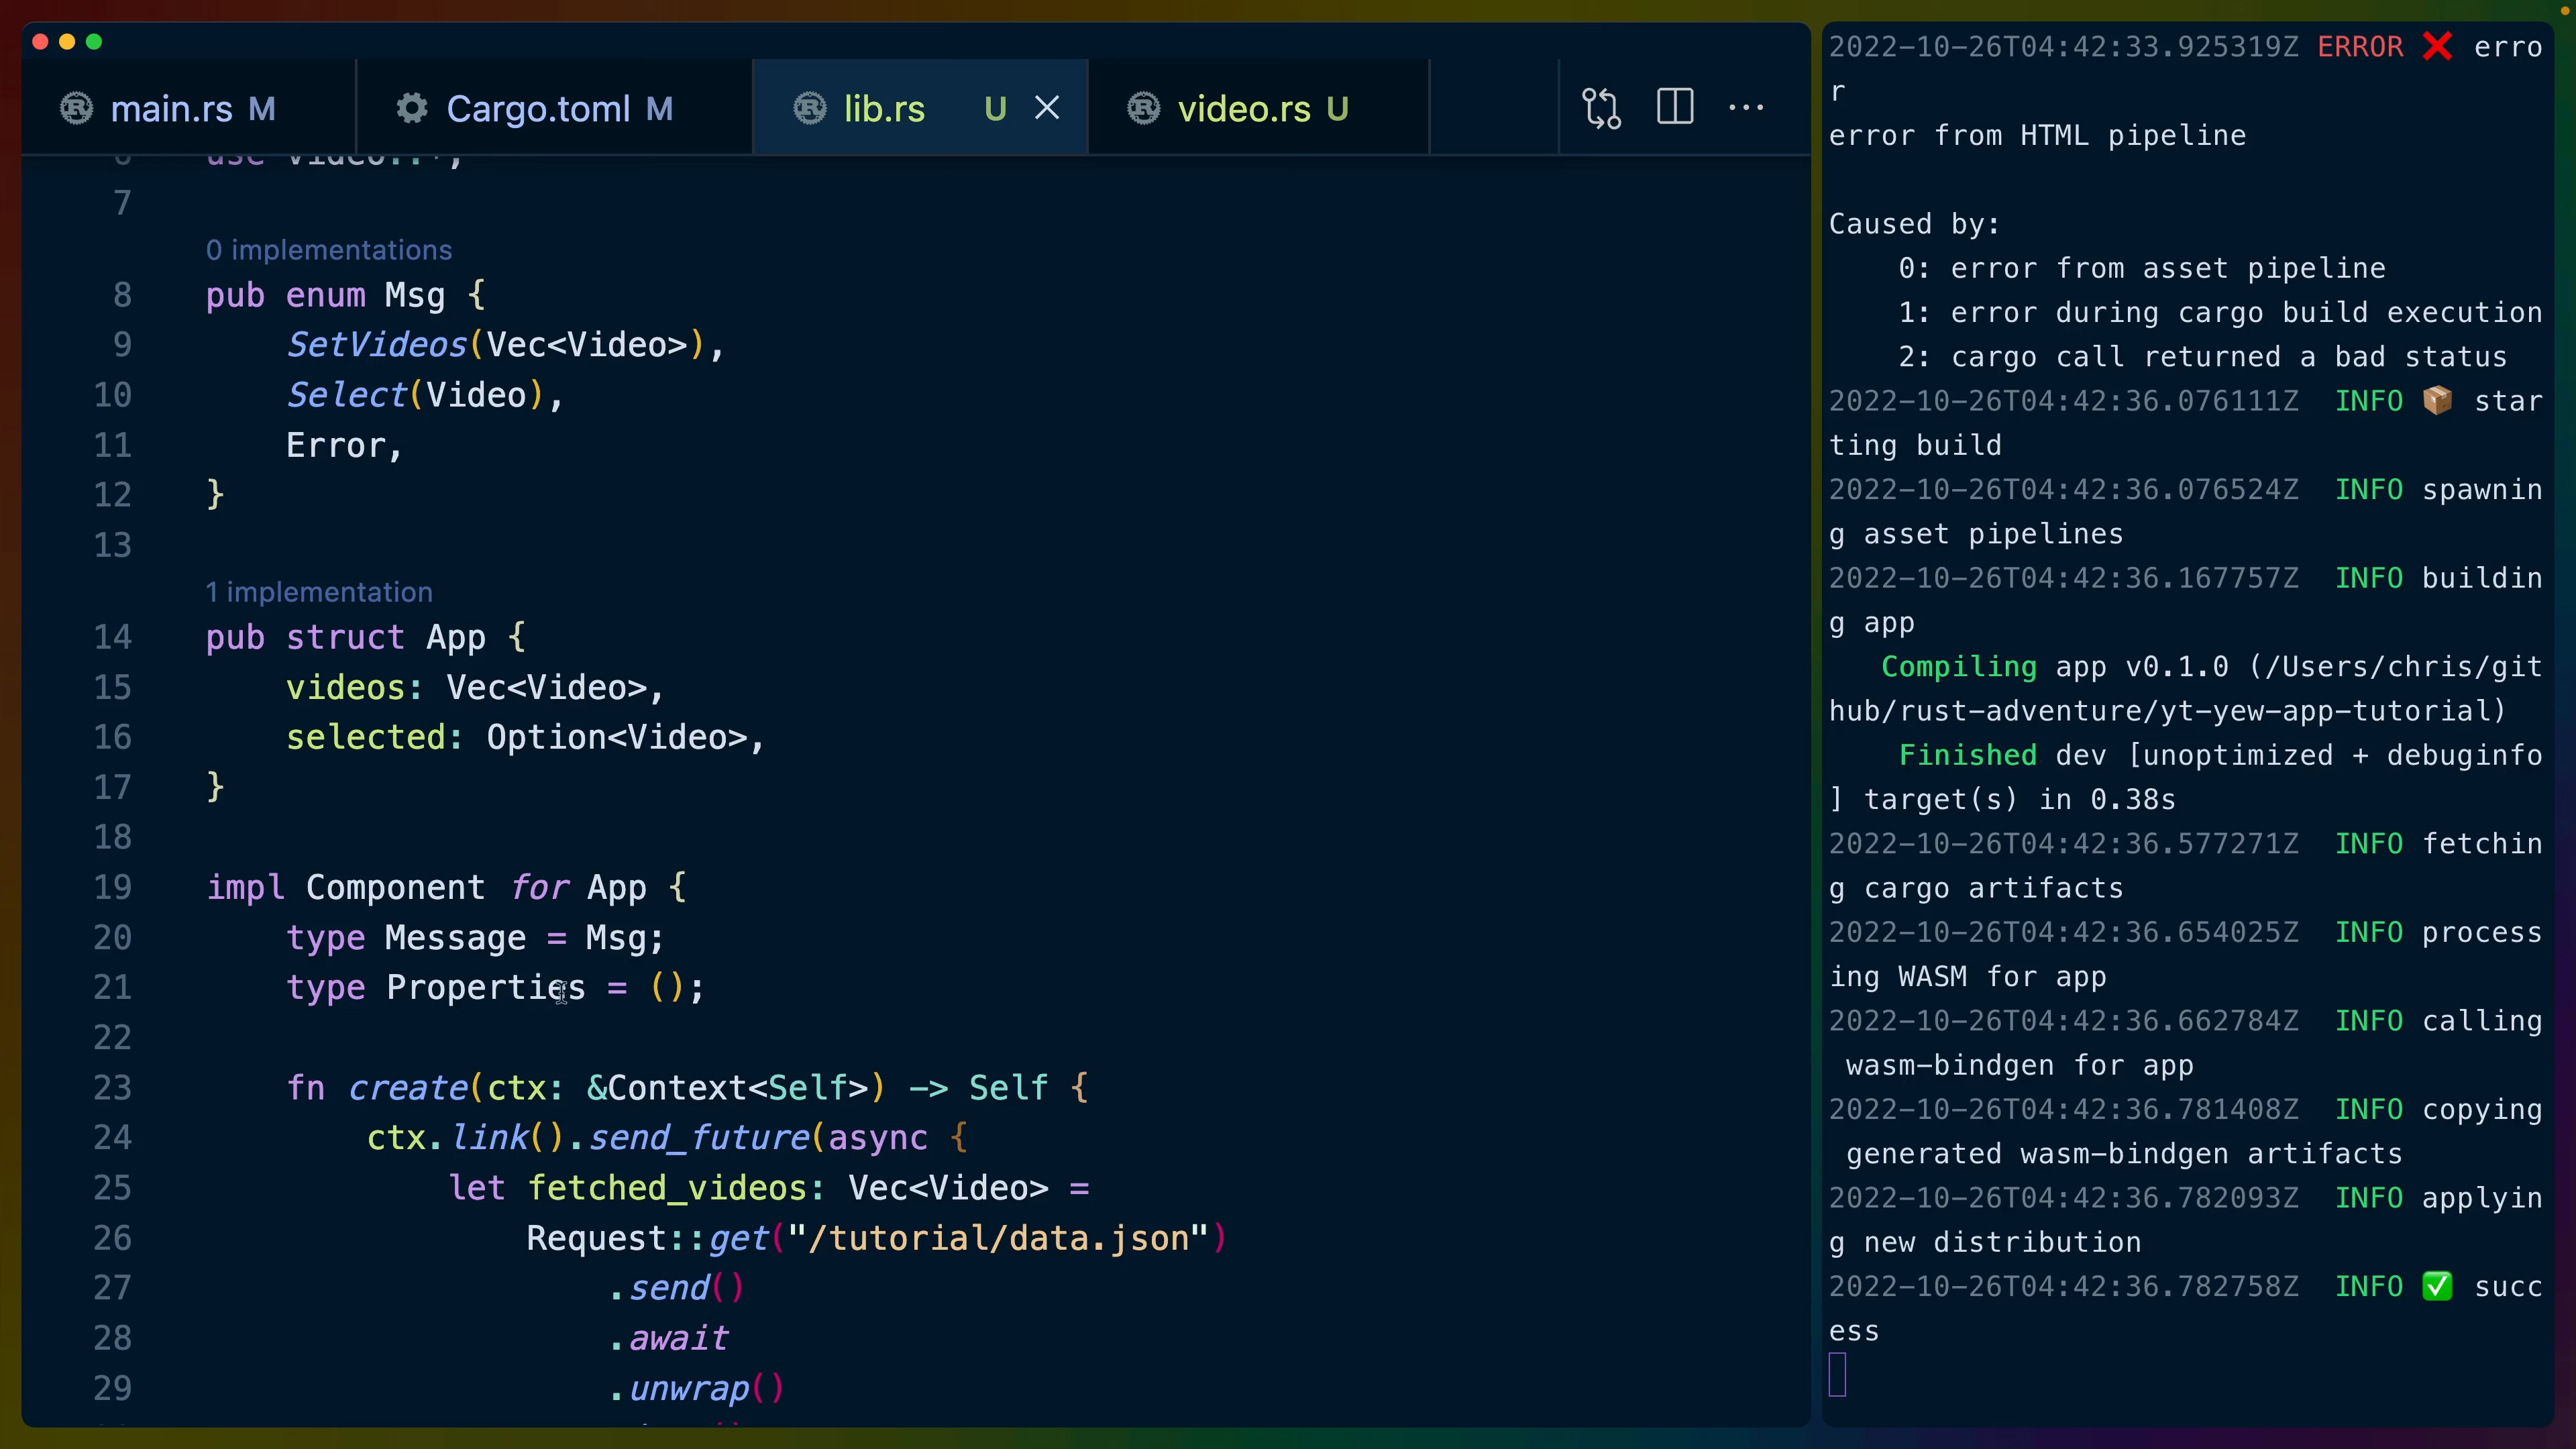 main.rs M
Cargo.toml M
lib.rs U
video.rs U
6 use video::*;
7
0 implementations
8 pub enum Msg {
9 SetVideos(Vec<Video>),
10 Select(Video),
11 Error,
12 }
13
1 implementation
14 pub struct App {
15 videos: Vec<Video>,
16 selected: Option<Video>,
17 }
18
19 impl Component for App {
20 type Message = Msg;
21 type Properties = ();
22
23 fn create(ctx: &Context<Self>) -> Self {
24 ctx.link().send_future(async {
25 let fetched_videos: Vec<Video> =
26 Request::get("/tutorial/data.json")
27 .send()
28 .await
29 .unwrap()
2022-10-26T04:42:33.925319Z ERROR ❌ erro
r
error from HTML pipeline
Caused by:
0: error from asset pipeline
1: error during cargo build execution
2: cargo call returned a bad status
2022-10-26T04:42:36.076111Z INFO 📦 star
ting build
2022-10-26T04:42:36.076524Z INFO spawnin
g asset pipelines
2022-10-26T04:42:36.167757Z INFO buildin
g app
Compiling app v0.1.0 (/Users/chris/git
hub/rust-adventure/yt-yew-app-tutorial)
Finished dev [unoptimized + debuginfo
] target(s) in 0.38s
2022-10-26T04:42:36.577271Z INFO fetchin
g cargo artifacts
2022-10-26T04:42:36.654025Z INFO process
ing WASM for app
2022-10-26T04:42:36.662784Z INFO calling
wasm-bindgen for app
2022-10-26T04:42:36.781408Z INFO copying
generated wasm-bindgen artifacts
2022-10-26T04:42:36.782093Z INFO applyin
g new distribution
2022-10-26T04:42:36.782758Z INFO ✅ succ
ess